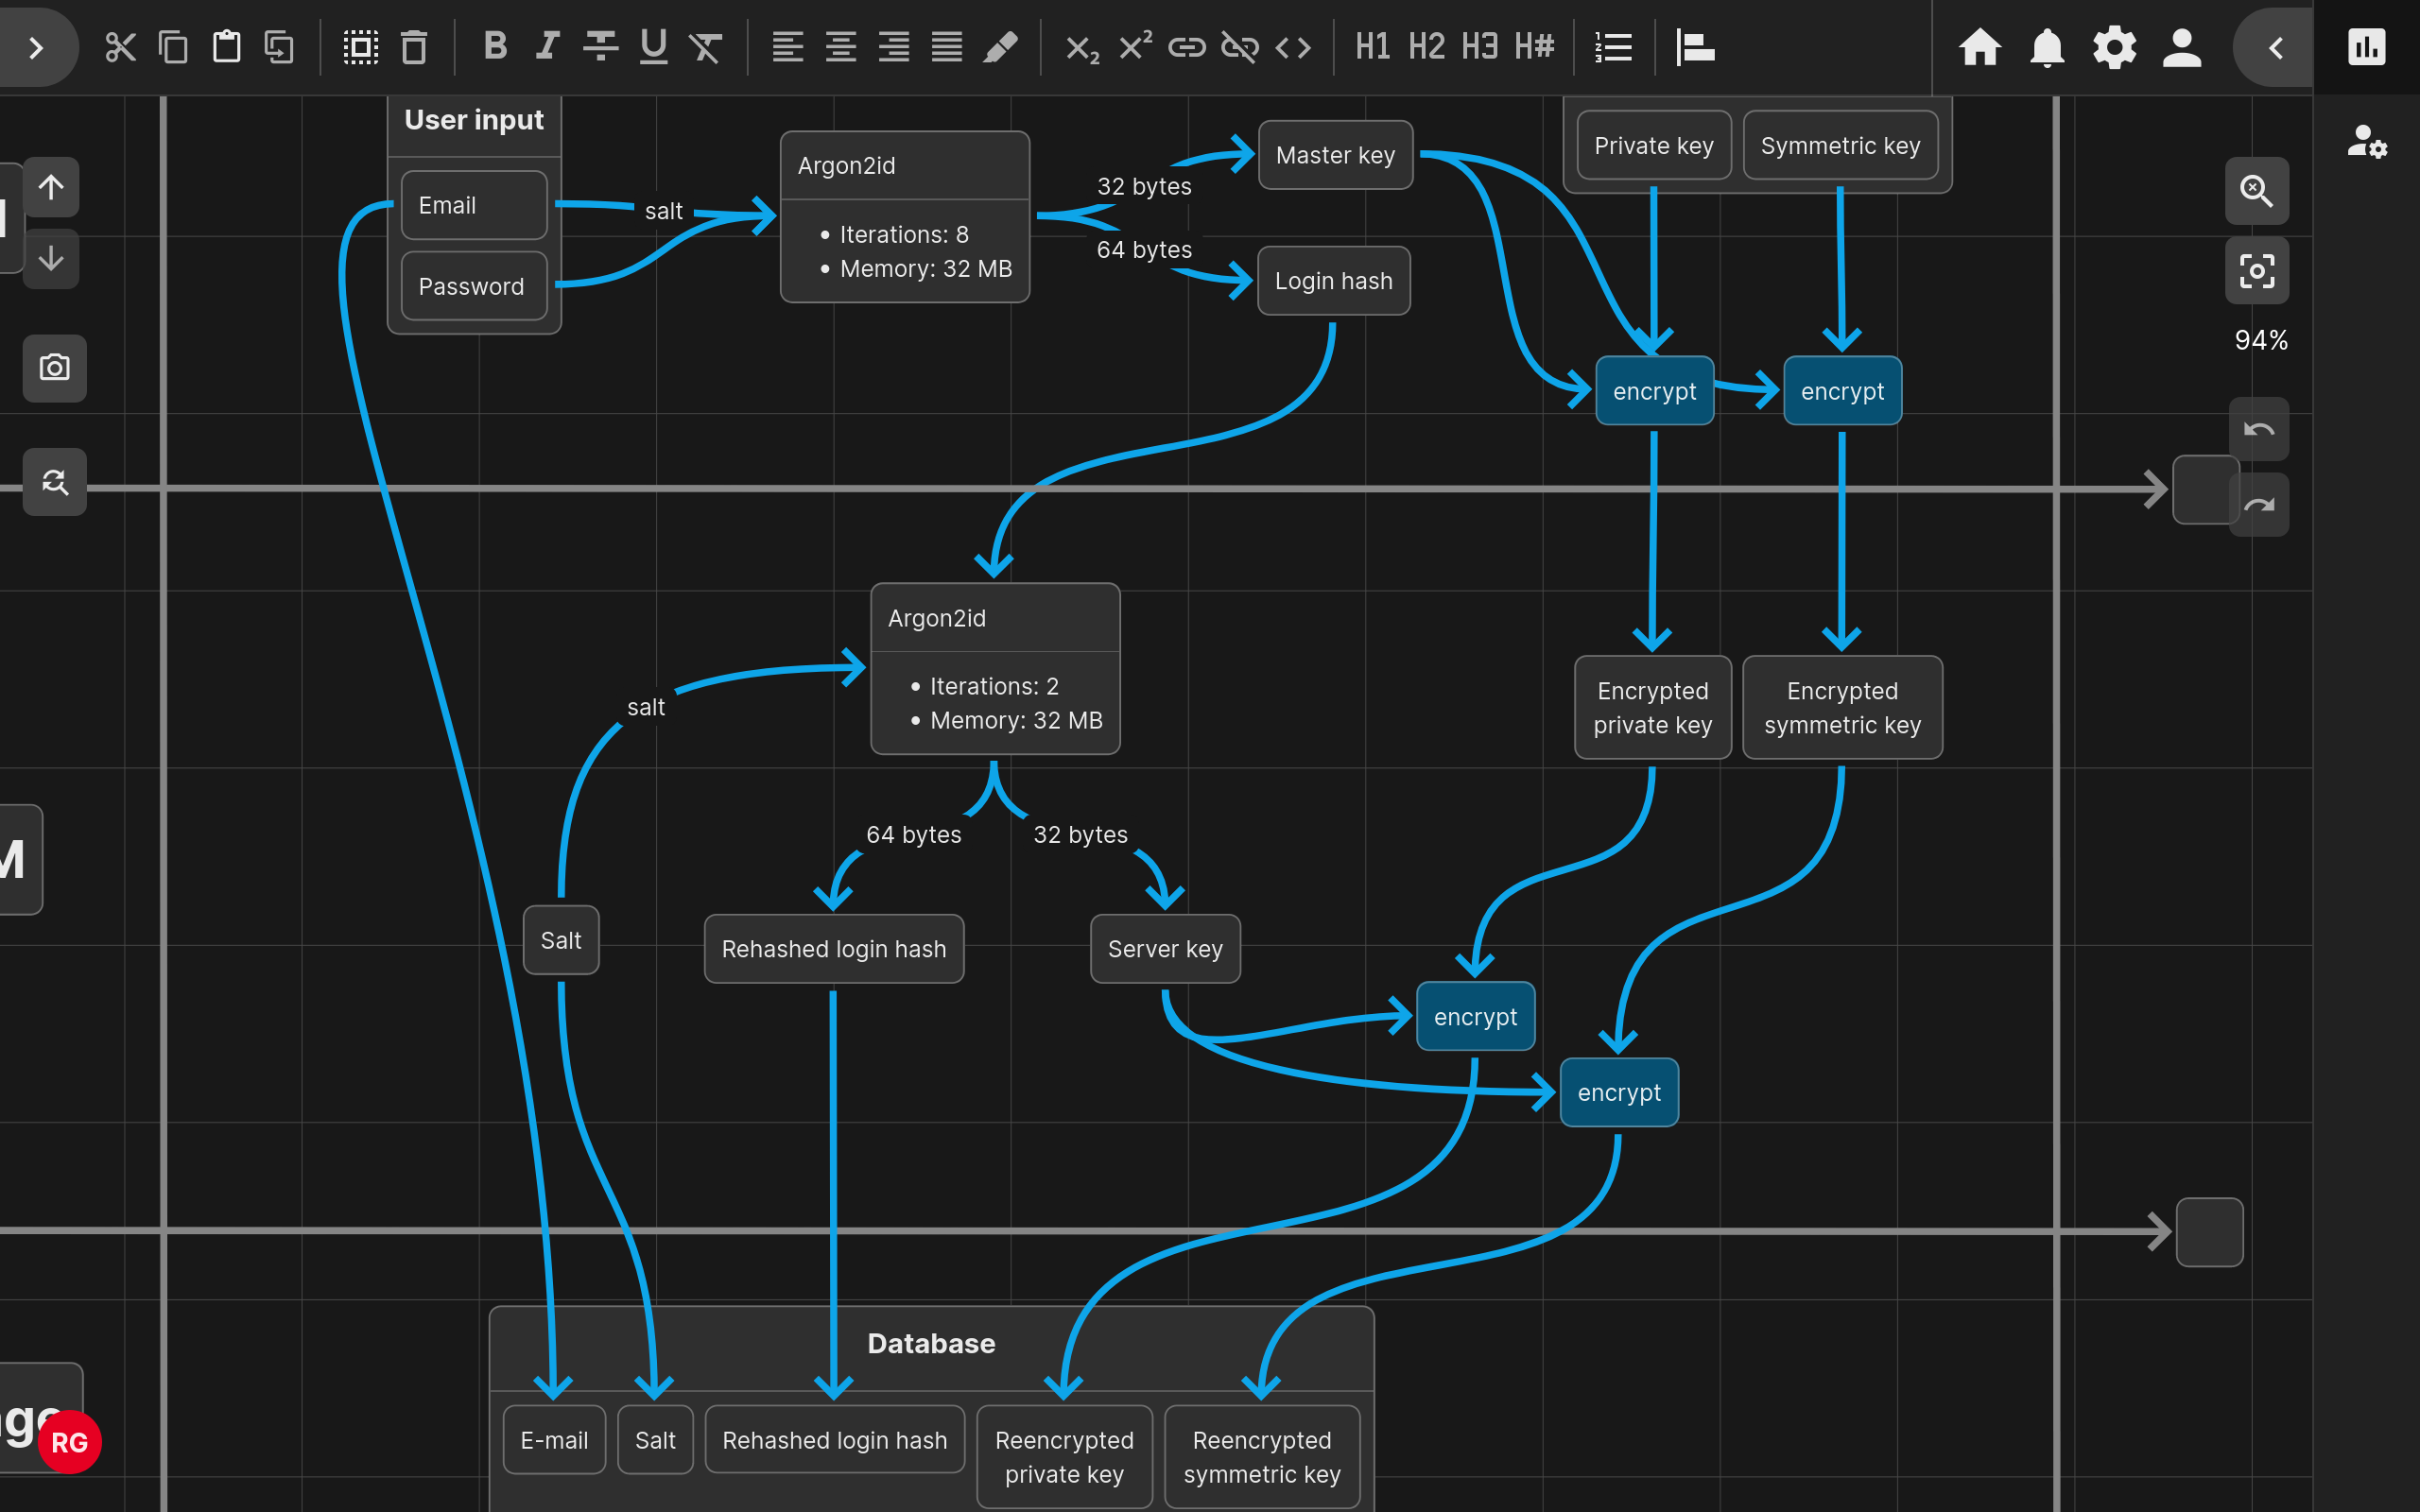 B I U
X₂ X²
H1 H2 H3 H#
User input
Email
Password
salt
Argon2id
Iterations: 8
Memory: 32 MB
32 bytes
64 bytes
Master key
Login hash
Private key
Symmetric key
94%
encrypt
encrypt
Argon2id
Iterations: 2
Memory: 32 MB
salt
Encrypted
private key
Encrypted
symmetric key
64 bytes
32 bytes
M
Salt
Rehashed login hash
Server key
encrypt
encrypt
Database
E-mail
Salt
Rehashed login hash
Reencrypted
private key
Reencrypted
symmetric key
RG